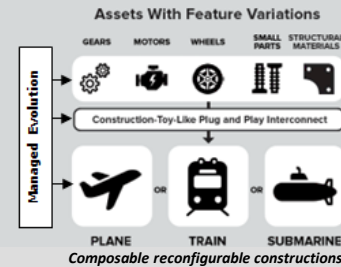 Assets With Feature Variations
GEARS MOTORS WHEELS SMALL PARTS STRUCTURAL MATERIALS
Managed Evolution
Construction-Toy-Like Plug and Play Interconnect
OR OR
PLANE TRAIN SUBMARINE
Composable reconfigurable constructions